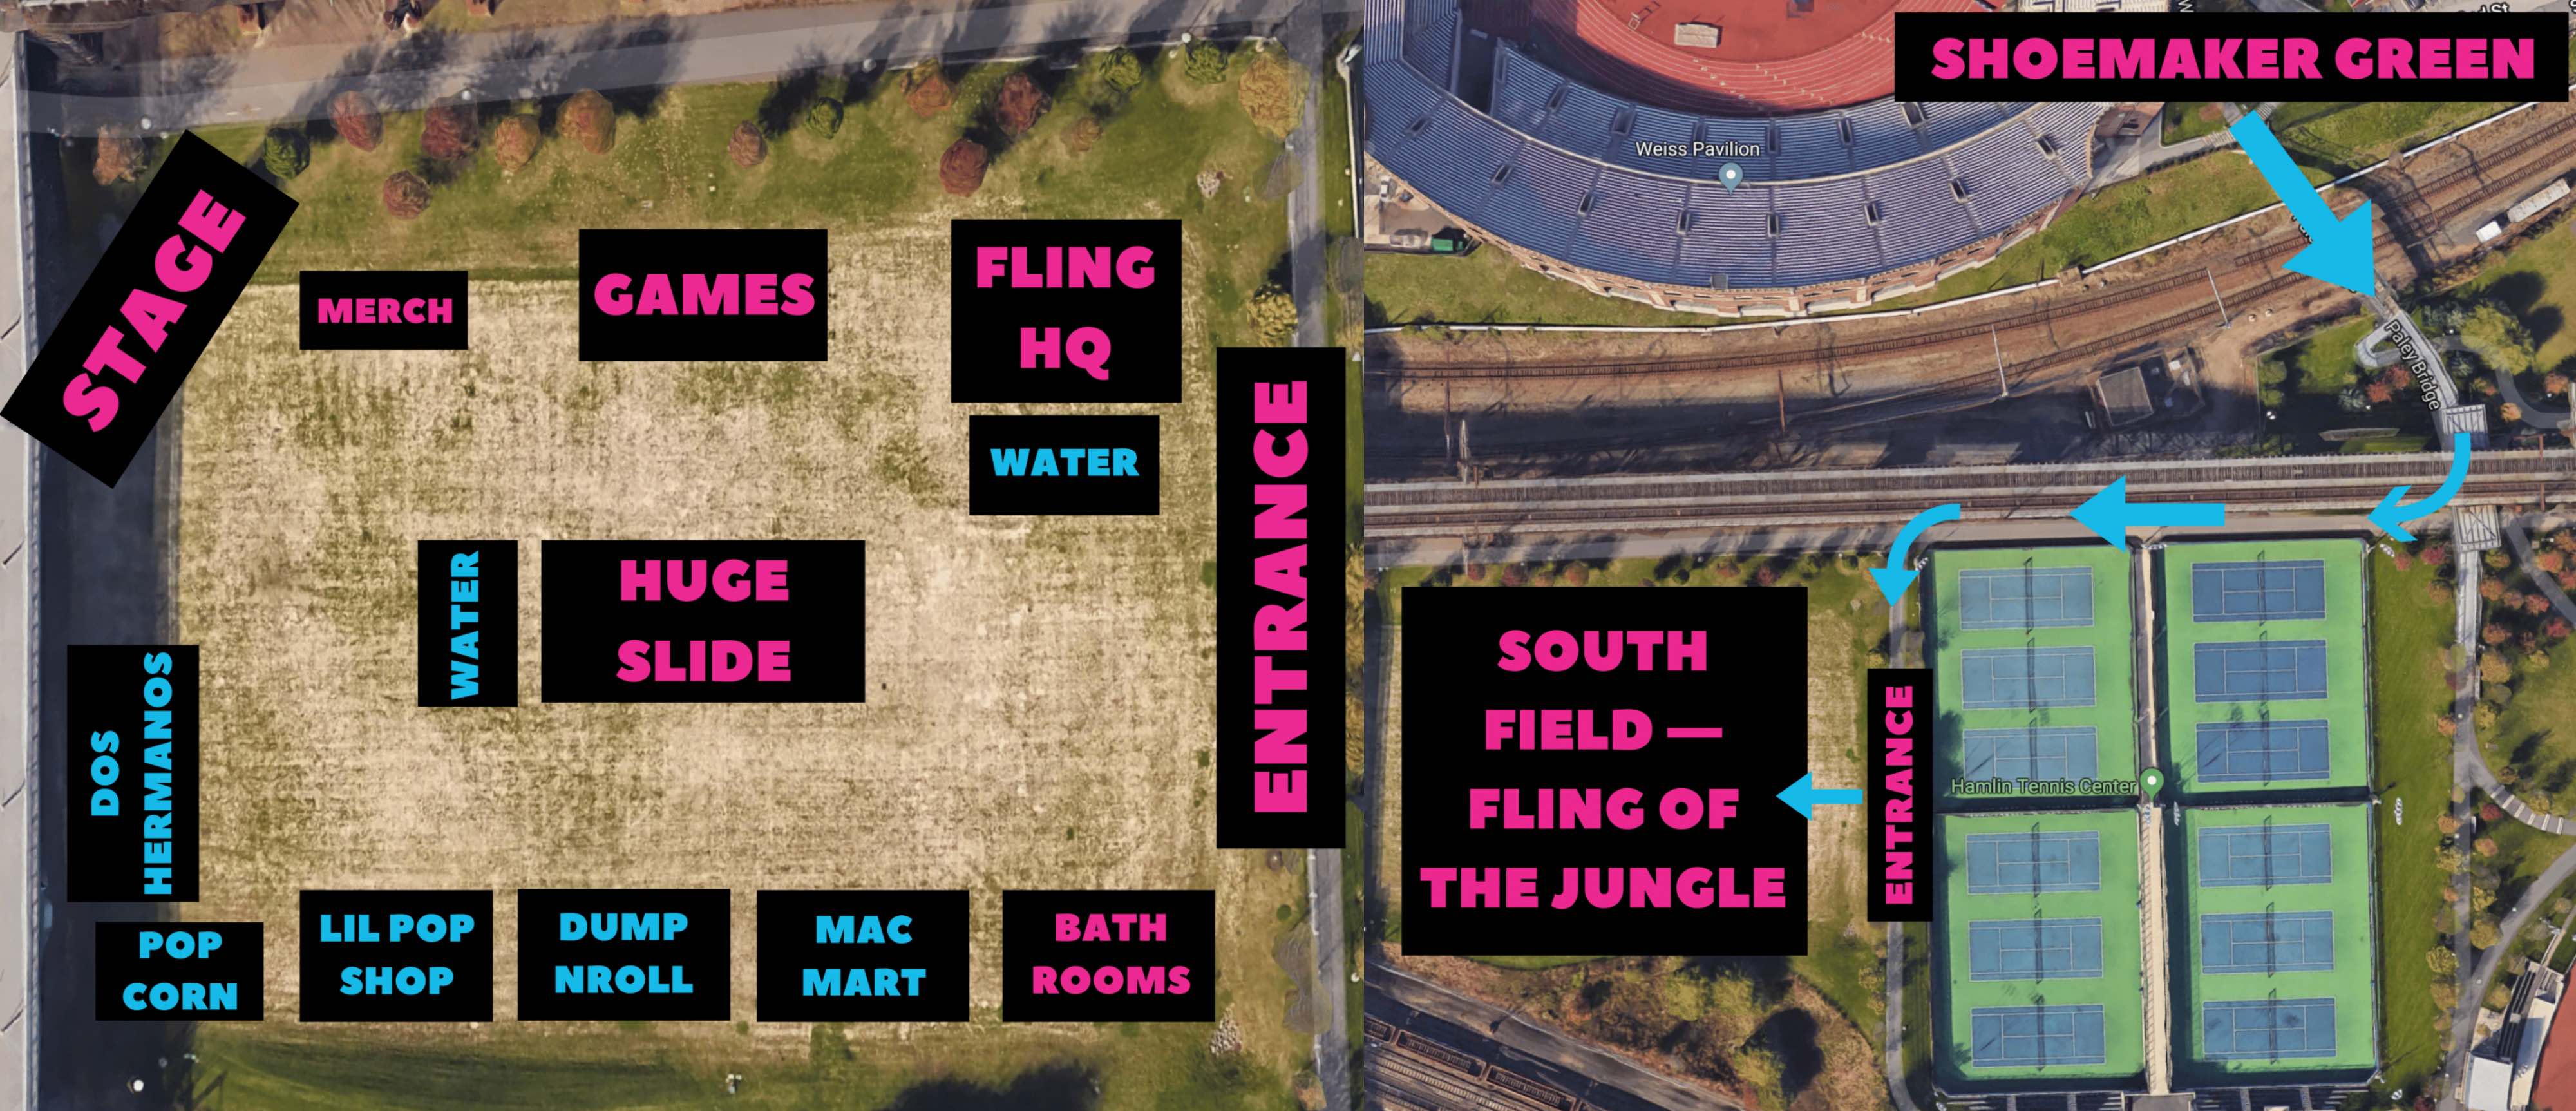 STAGE
MERCH
GAMES
FLING
HQ
WATER
ENTRANCE
WATER
HUGE
SLIDE
DOS
HERMANOS
POP
CORN
LIL POP
SHOP
DUMP
NROLL
MAC
MART
BATH
ROOMS
SHOEMAKER GREEN
Weiss Pavilion
Paley Bridge
SOUTH
FIELD —
FLING OF
THE JUNGLE
ENTRANCE
Hamlin Tennis Center